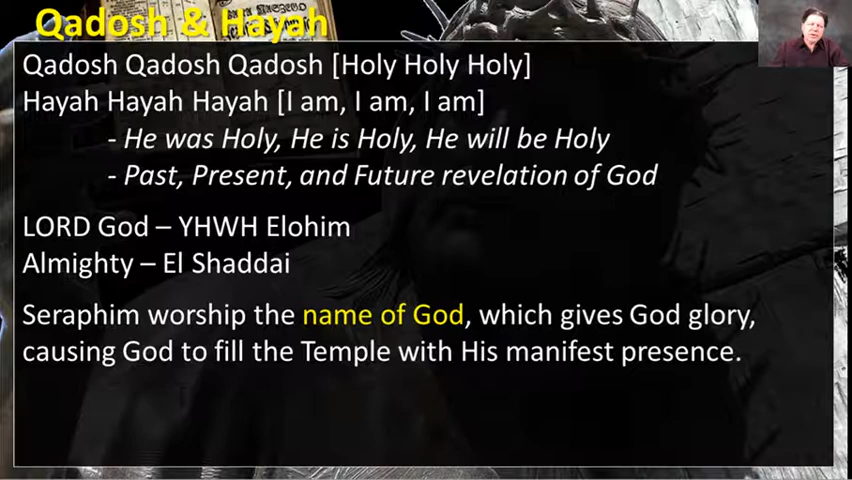 Qadosh & Hayah
Qadosh Qadosh Qadosh [Holy Holy Holy]
Hayah Hayah Hayah [I am, I am, I am]
- He was Holy, He is Holy, He will be Holy
- Past, Present, and Future revelation of God
LORD God – YHWH Elohim
Almighty – El Shaddai
Seraphim worship the name of God, which gives God glory,
causing God to fill the Temple with His manifest presence.